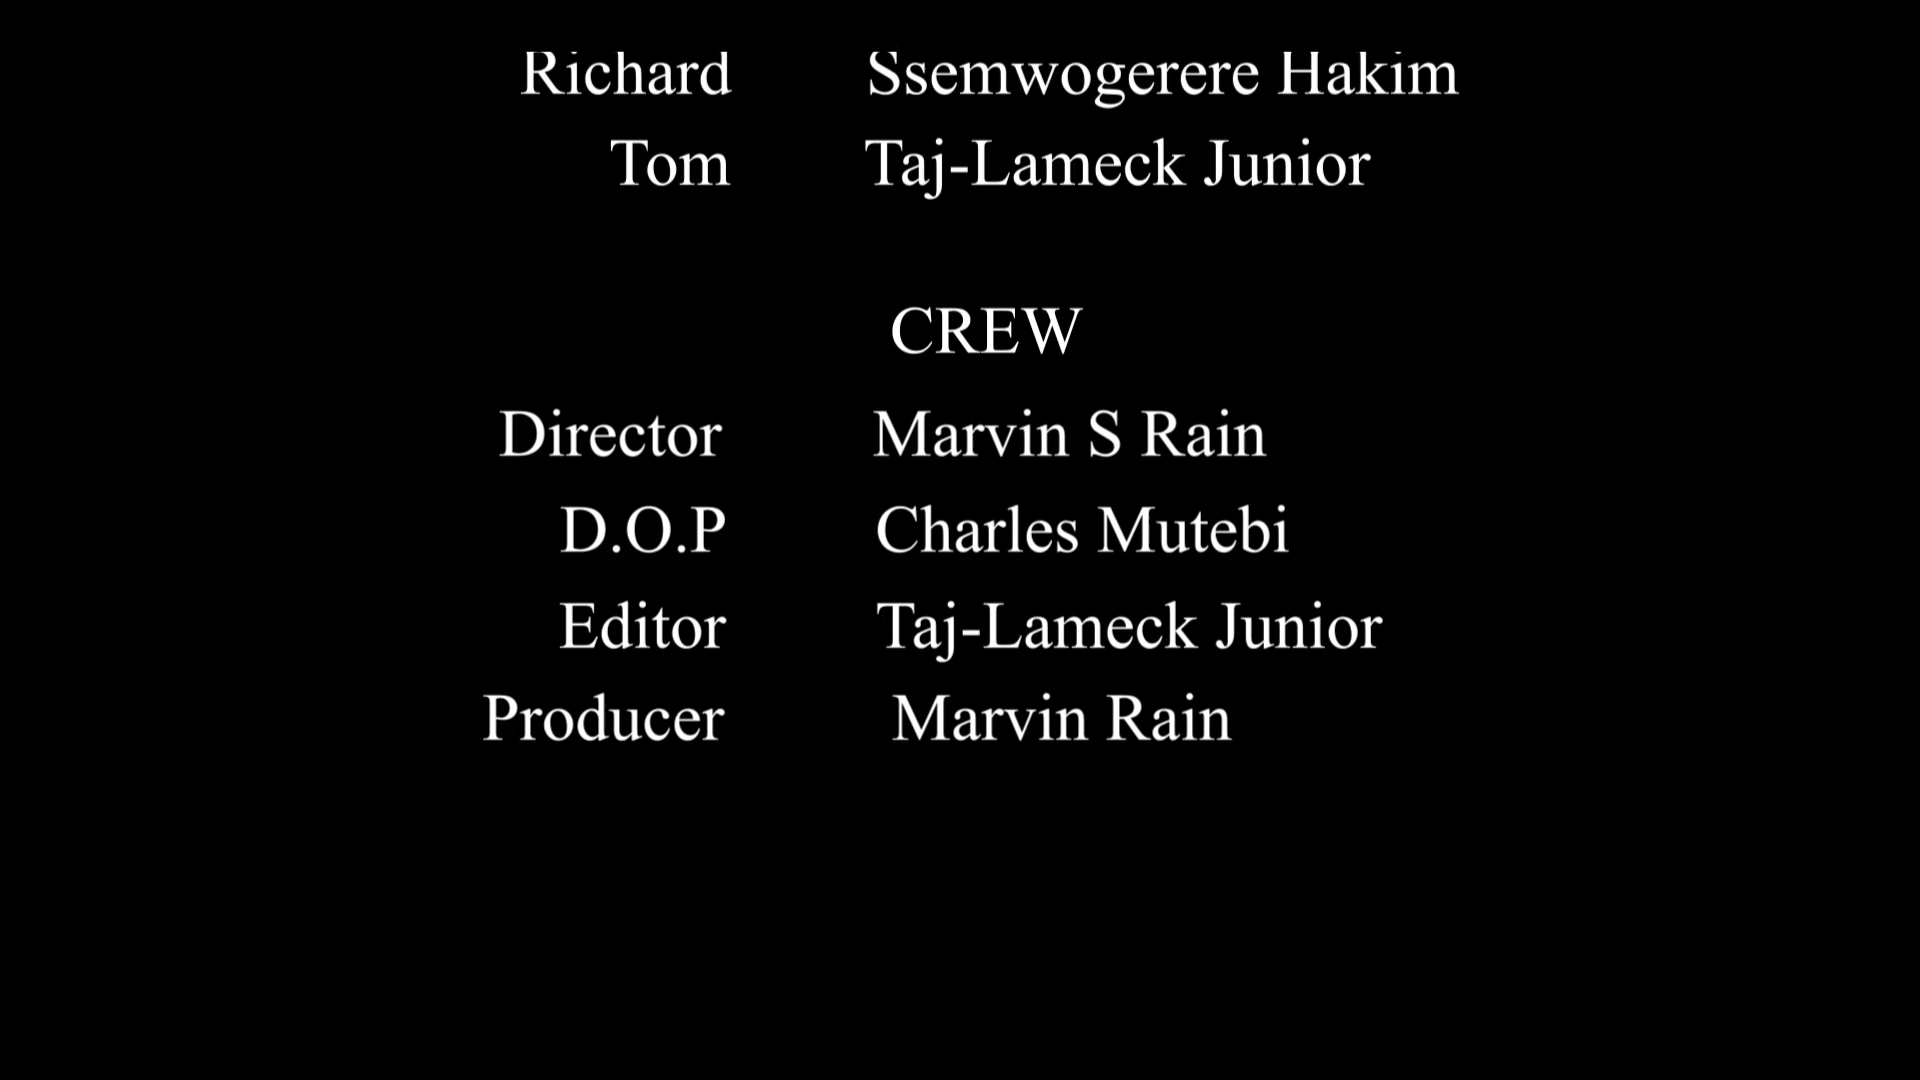 Richard Ssemwogerere Hakim
Tom Taj-Lameck Junior
CREW
Director Marvin S Rain
D.O.P Charles Mutebi
Editor Taj-Lameck Junior
Producer Marvin Rain